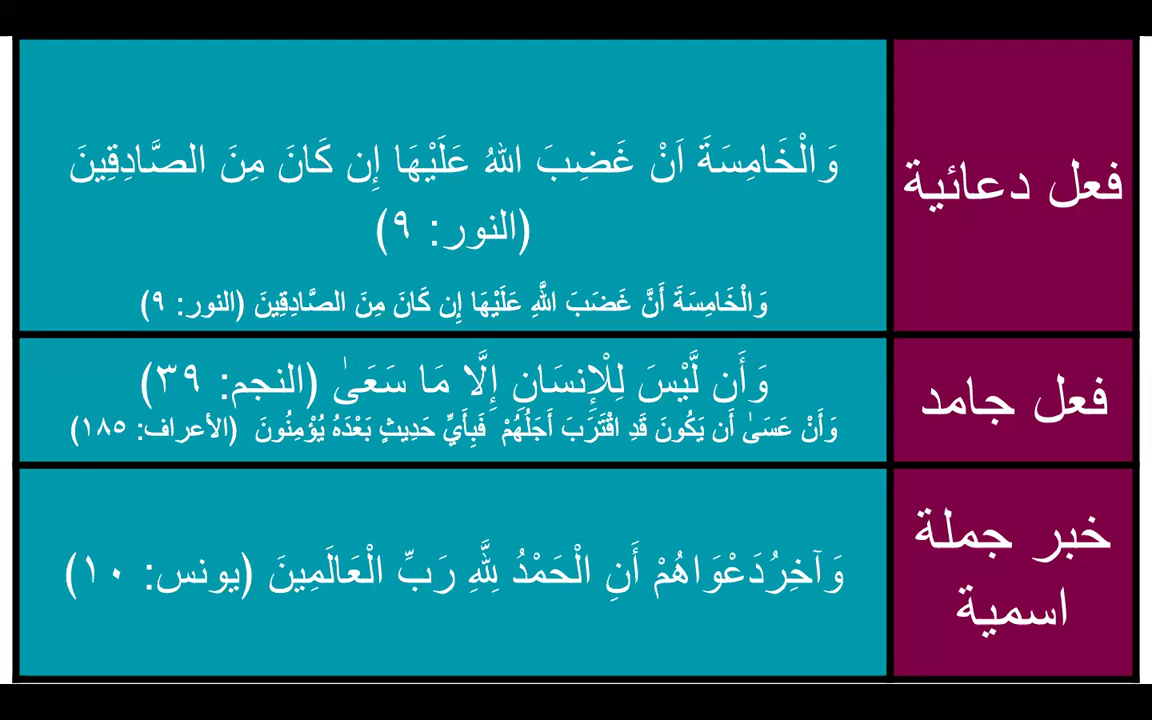 فعل دعائية
وَالْخَامِسَةَ اَنْ غَضِبَ اللهُ عَلَيْهَا إِن كَانَ مِنَ الصَّادِقِينَ
(النور: ٩)
وَالْخَامِسَةَ أَنَّ غَضَبَ اللَّهِ عَلَيْهَا إِن كَانَ مِنَ الصَّادِقِينَ (النور: ٩)
فعل جامد
وَأَن لَّيْسَ لِلْإِنسَانِ إِلَّا مَا سَعَىٰ (النجم: ٣٩)
وَأَنْ عَسَىٰ أَن يَكُونَ قَدِ اقْتَرَبَ أَجَلُهُمْ ۖ فَبِأَيِّ حَدِيثٍ بَعْدَهُ يُؤْمِنُونَ (الأعراف: ١٨٥)
خبر جملة
اسمية
وَآخِرُدَعْوَاهُمْ أَنِ الْحَمْدُ لِلَّهِ رَبِّ الْعَالَمِينَ (يونس: ١٠)